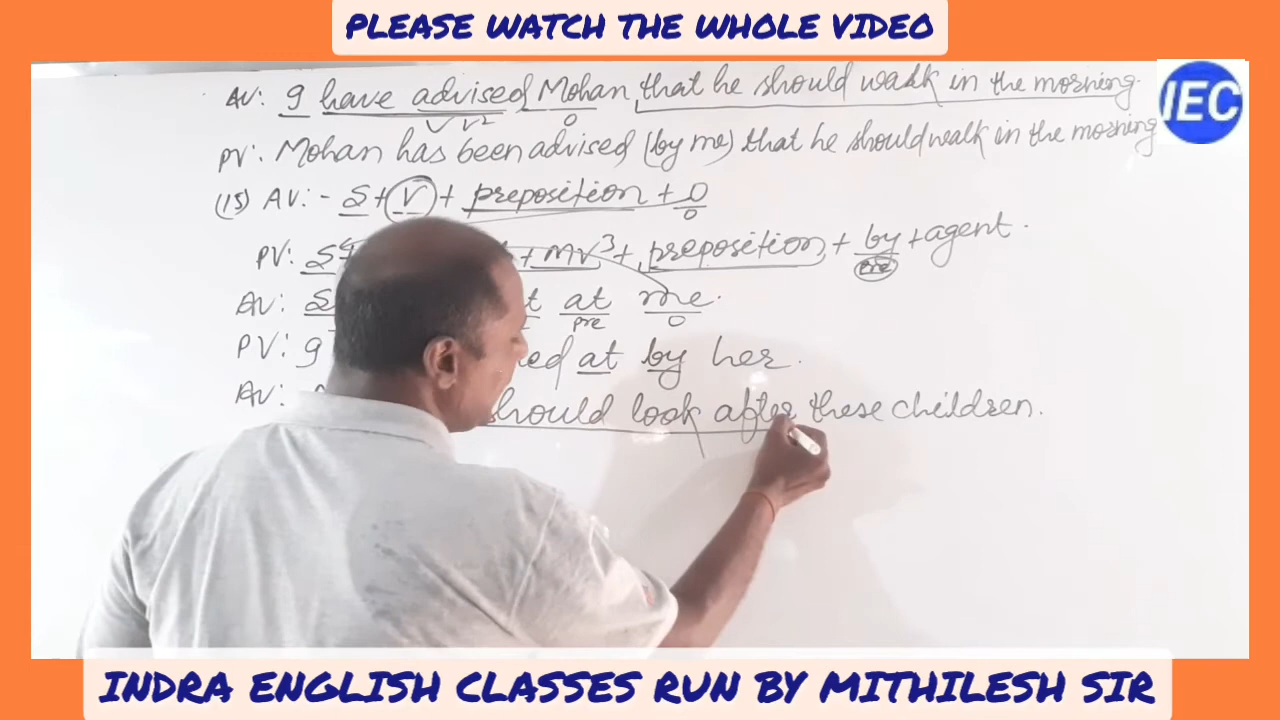 PLEASE WATCH THE WHOLE VIDEO
IEC
AV: I have advised Mohan that he should walk in the morning.
V V2 O
PV: Mohan has been advised (by me) that he should walk in the morning
(15) AV: - S + V + preposition + O
O
PV: S + MV3 + preposition + by + agent.
pre
AV: S at me.
pre O
PV: I at by her.
AV: should look after these children.
INDRA ENGLISH CLASSES RUN BY MITHILESH SIR